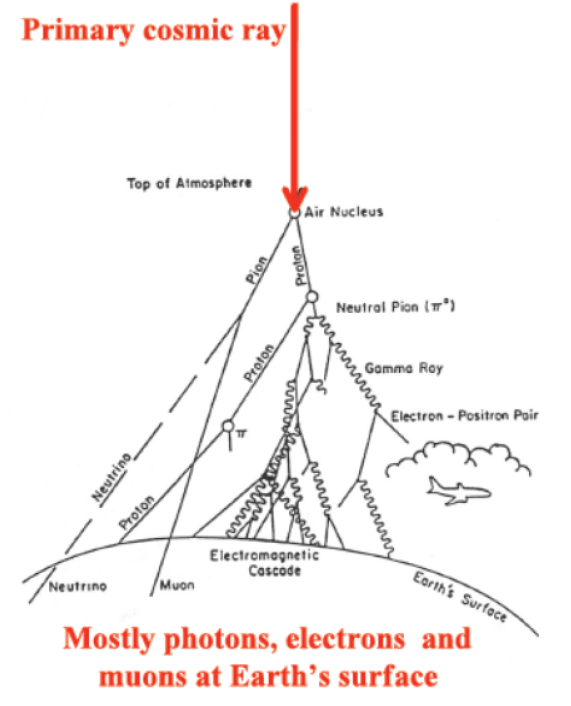 Primary cosmic ray
Top of Atmosphere
Air Nucleus
Pion
Proton
Neutral Pion (π°)
Proton
Gamma Ray
Electron - Positron Pair
π
Neutrino
Proton
Electromagnetic
Cascade
Neutrino
Muon
Earth's Surface
Mostly photons, electrons and
muons at Earth's surface